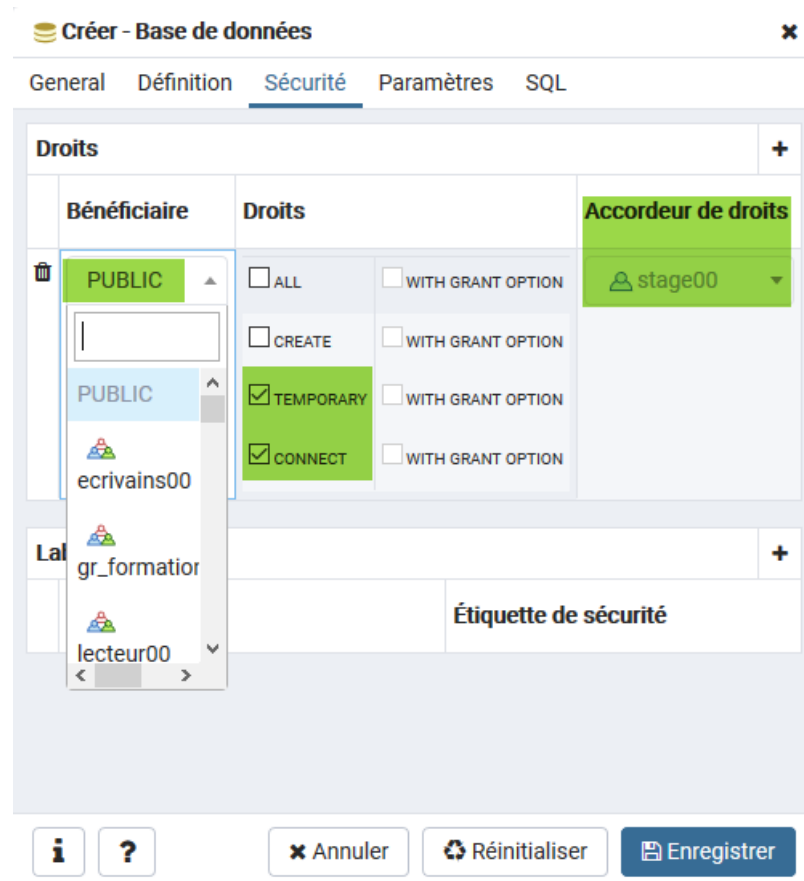 Créer - Base de données
General Définition Sécurité Paramètres SQL
Droits
Bénéficiaire Droits Accordeur de droits
PUBLIC ALL WITH GRANT OPTION stage00
CREATE WITH GRANT OPTION
PUBLIC TEMPORARY WITH GRANT OPTION
CONNECT WITH GRANT OPTION
ecrivains00
gr_formation
Étiquette de sécurité
lecteur00
i ? Annuler Réinitialiser Enregistrer